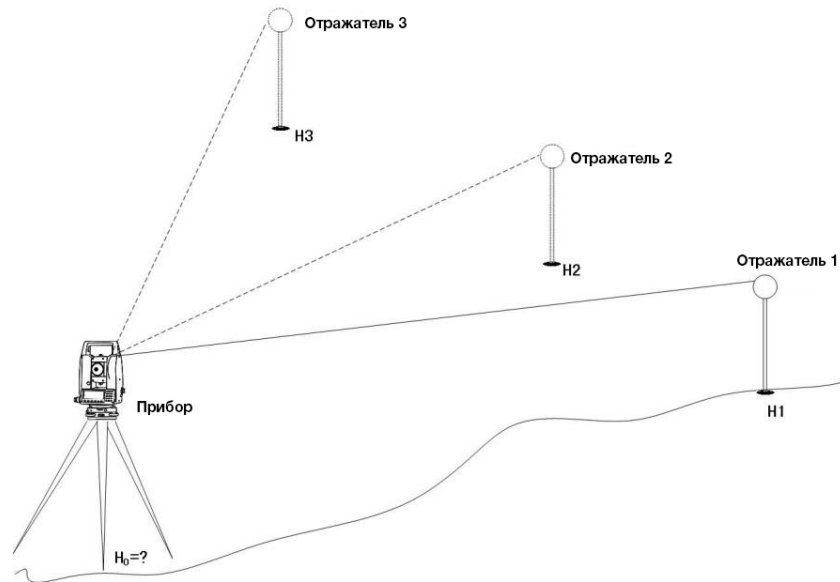 Отражатель 3
H3
Отражатель 2
H2
Отражатель 1
H1
Прибор
H₀=?